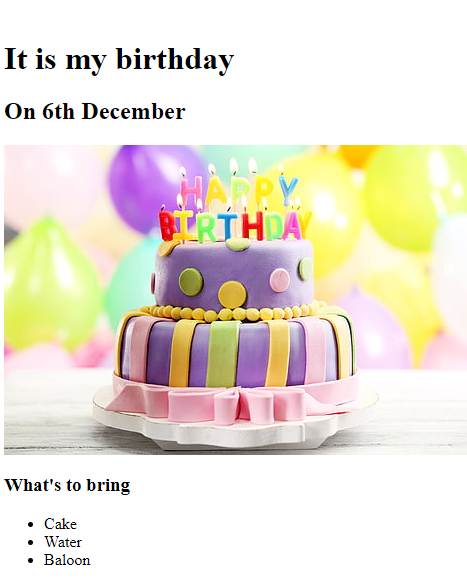 It is my birthday
On 6th December
HAPPY
BIRTHDAY
What's to bring
Cake
Water
Baloon